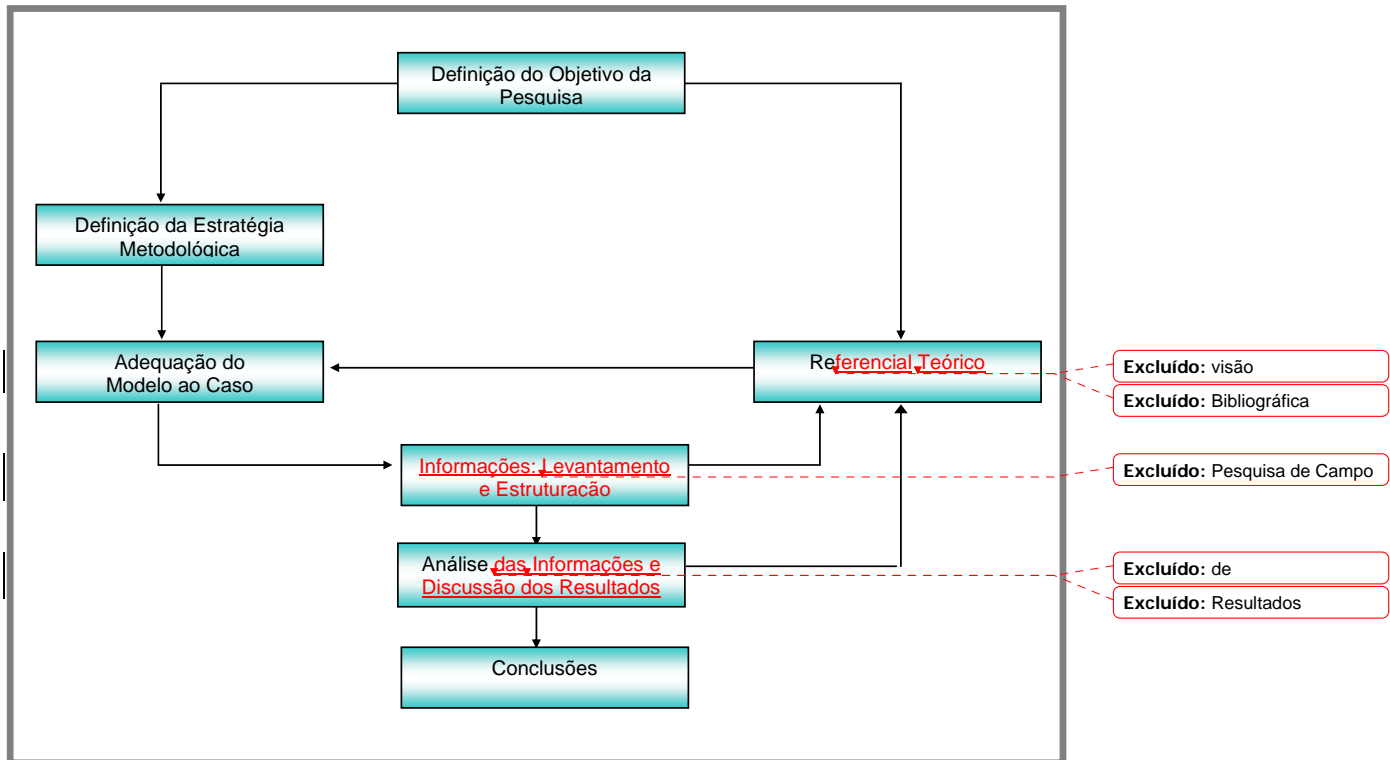 Definição do Objetivo da
Pesquisa
Definição da Estratégia
Metodológica
Adequação do
Modelo ao Caso
Referencial Teórico
Excluído: visão
Excluído: Bibliográfica
Informações: Levantamento
e Estruturação
Excluído: Pesquisa de Campo
Análise das Informações e
Discussão dos Resultados
Excluído: de
Excluído: Resultados
Conclusões